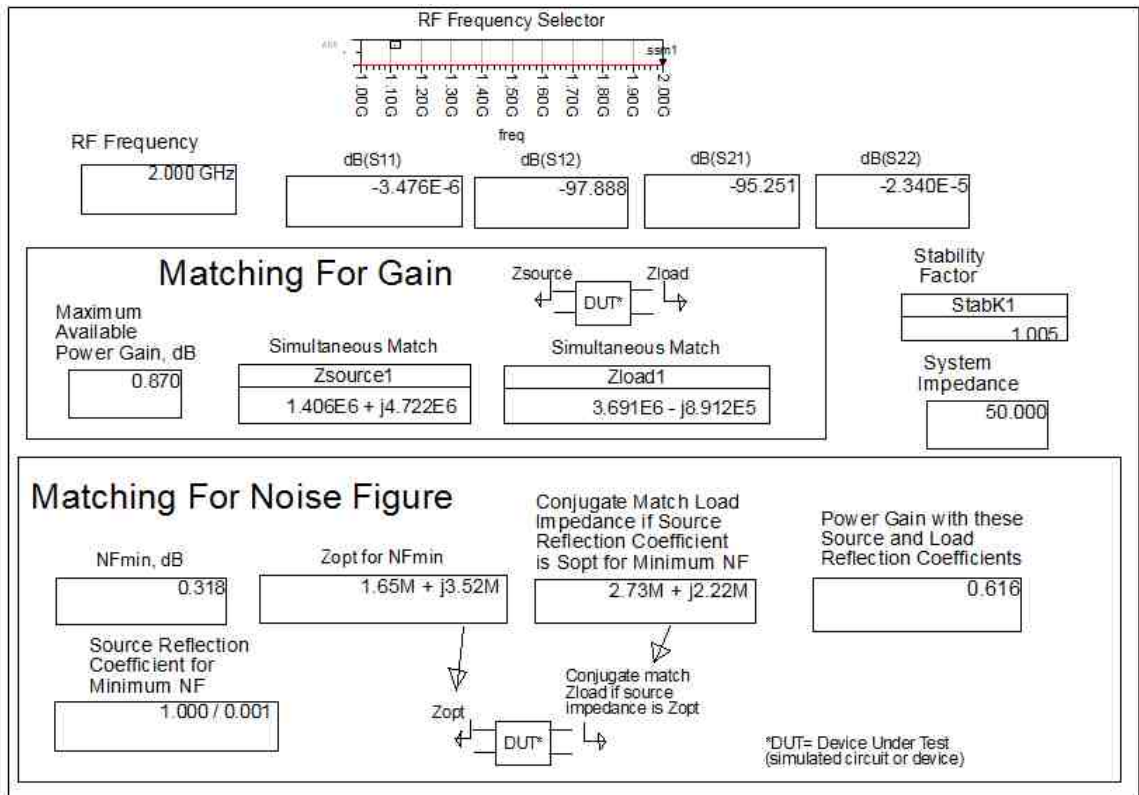 RF Frequency Selector
ssm1
1.00G
1.10G
1.20G
1.30G
1.40G
1.50G
1.60G
1.70G
1.80G
1.90G
2.00G
freq
RF Frequency
2.000 GHz
dB(S11)
-3.476E-6
dB(S12)
-97.888
dB(S21)
-95.251
dB(S22)
-2.340E-5
Matching For Gain
Zsource
Zload
DUT*
Maximum
Available
Power Gain, dB
0.870
Simultaneous Match
Zsource1
1.406E6 + j4.722E6
Simultaneous Match
Zload1
3.691E6 - j8.912E5
Stability
Factor
StabK1
1.005
System
Impedance
50.000
Matching For Noise Figure
NFmin, dB
0.318
Zopt for NFmin
1.65M + j3.52M
Conjugate Match Load
Impedance if Source
Reflection Coefficient
is Sopt for Minimum NF
2.73M + j2.22M
Power Gain with these
Source and Load
Reflection Coefficients
0.616
Source Reflection
Coefficient for
Minimum NF
1.000 / 0.001
Zopt
DUT*
Conjugate match
Zload if source
impedance is Zopt
*DUT= Device Under Test
(simulated circuit or device)